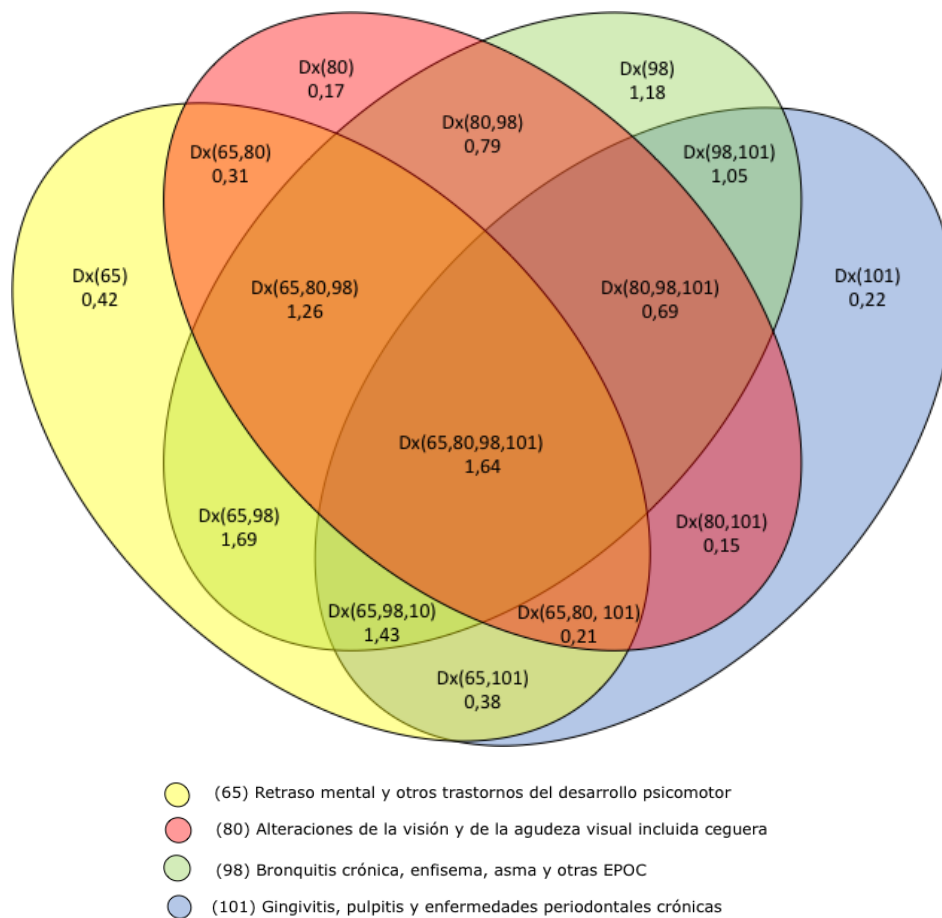 Dx(80)
0,17
Dx(98)
1,18
Dx(80,98)
0,79
Dx(65,80)
0,31
Dx(98,101)
1,05
Dx(65)
0,42
Dx(65,80,98)
1,26
Dx(80,98,101)
0,69
Dx(101)
0,22
Dx(65,80,98,101)
1,64
Dx(65,98)
1,69
Dx(80,101)
0,15
Dx(65,98,10)
1,43
Dx(65,80, 101)
0,21
Dx(65,101)
0,38
(65) Retraso mental y otros trastornos del desarrollo psicomotor
(80) Alteraciones de la visión y de la agudeza visual incluida ceguera
(98) Bronquitis crónica, enfisema, asma y otras EPOC
(101) Gingivitis, pulpitis y enfermedades periodontales crónicas